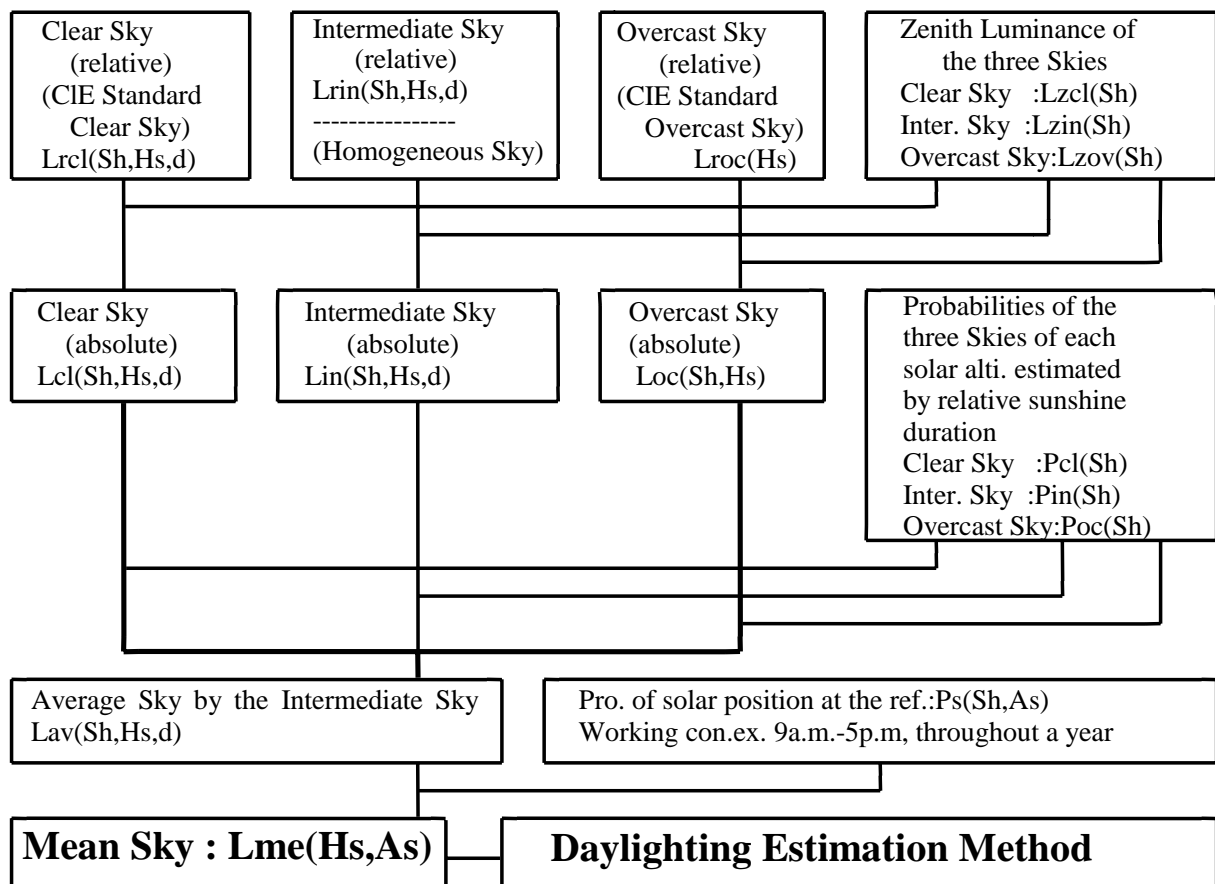 Clear Sky
(relative)
(ClE Standard
Clear Sky)
Lrcl(Sh,Hs,d)
Intermediate Sky
(relative)
Lrin(Sh,Hs,d)
----------------
(Homogeneous Sky)
Overcast Sky
(relative)
(CIE Standard
Overcast Sky)
Lroc(Hs)
Zenith Luminance of
the three Skies
Clear Sky :Lzcl(Sh)
Inter. Sky :Lzin(Sh)
Overcast Sky:Lzov(Sh)
Clear Sky
(absolute)
Lcl(Sh,Hs,d)
Intermediate Sky
(absolute)
Lin(Sh,Hs,d)
Overcast Sky
(absolute)
Loc(Sh,Hs)
Probabilities of the
three Skies of each
solar alti. estimated
by relative sunshine
duration
Clear Sky :Pcl(Sh)
Inter. Sky :Pin(Sh)
Overcast Sky:Poc(Sh)
Average Sky by the Intermediate Sky
Lav(Sh,Hs,d)
Pro. of solar position at the ref.:Ps(Sh,As)
Working con.ex. 9a.m.-5p.m, throughout a year
Mean Sky : Lme(Hs,As)
Daylighting Estimation Method